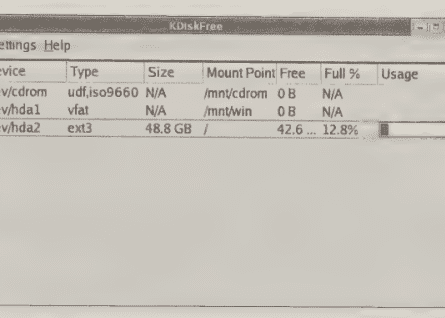 KDiskFree
ettings Help
evice Type Size Mount Point Free Full % Usage
v/cdrom udf,iso9660 N/A /mnt/cdrom 0 B N/A
v/hda1 vfat N/A /mnt/win 0 B N/A
v/hda2 ext3 48.8 GB / 42.6 ... 12.8%